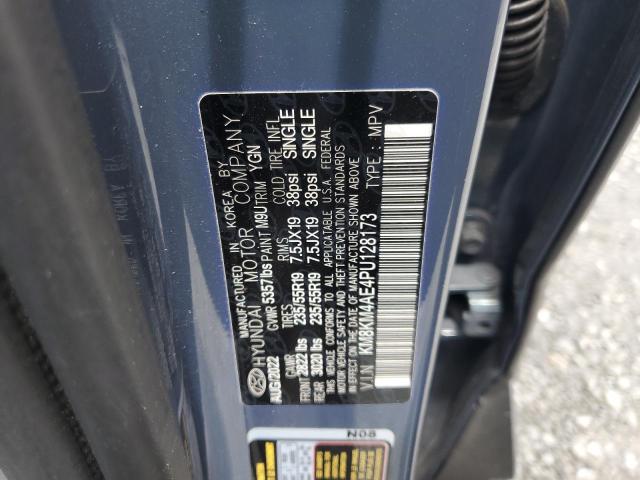 MANUFACTURED IN KOREA BY
HYUNDAI MOTOR COMPANY
AUG/2022 GVWR 5357lbs PAINT M9U TRIM YGN
GAWR TIRES RIMS COLD TIRE INFL
FRONT 2822 lbs 235/55R19 7.5JX19 38psi SINGLE
REAR 3020 lbs 235/55R19 7.5JX19 38psi SINGLE
THIS VEHICLE CONFORMS TO ALL APPLICABLE U.S.A. FEDERAL
MOTOR VEHICLE SAFETY AND THEFT PREVENTION STANDARDS
IN EFFECT ON THE DATE OF MANUFACTURE SHOWN ABOVE
V.I.N : KM8KM4AE4PU128173 TYPE : MPV
N08